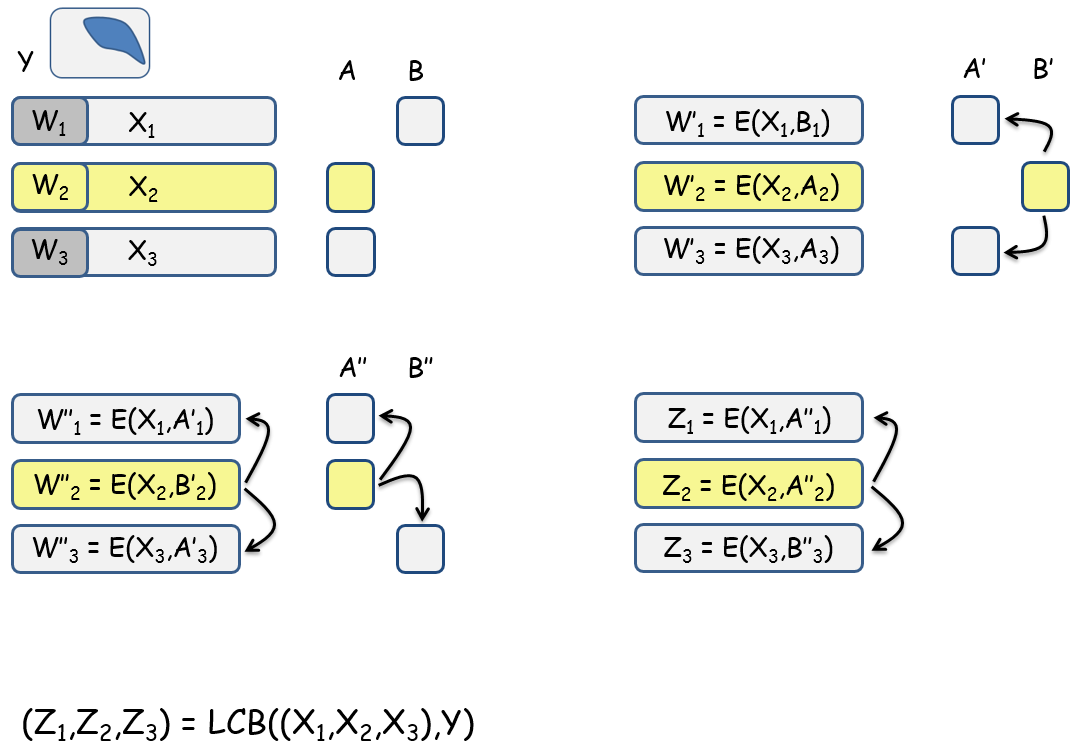 Y
A B
W₁ X₁
W₂ X₂
W₃ X₃
A' B'
W'₁ = E(X₁,B₁)
W'₂ = E(X₂,A₂)
W'₃ = E(X₃,A₃)
A" B"
W"₁ = E(X₁,A'₁)
W"₂ = E(X₂,B'₂)
W"₃ = E(X₃,A'₃)
Z₁ = E(X₁,A"₁)
Z₂ = E(X₂,A"₂)
Z₃ = E(X₃,B"₃)
(Z₁,Z₂,Z₃) = LCB((X₁,X₂,X₃),Y)